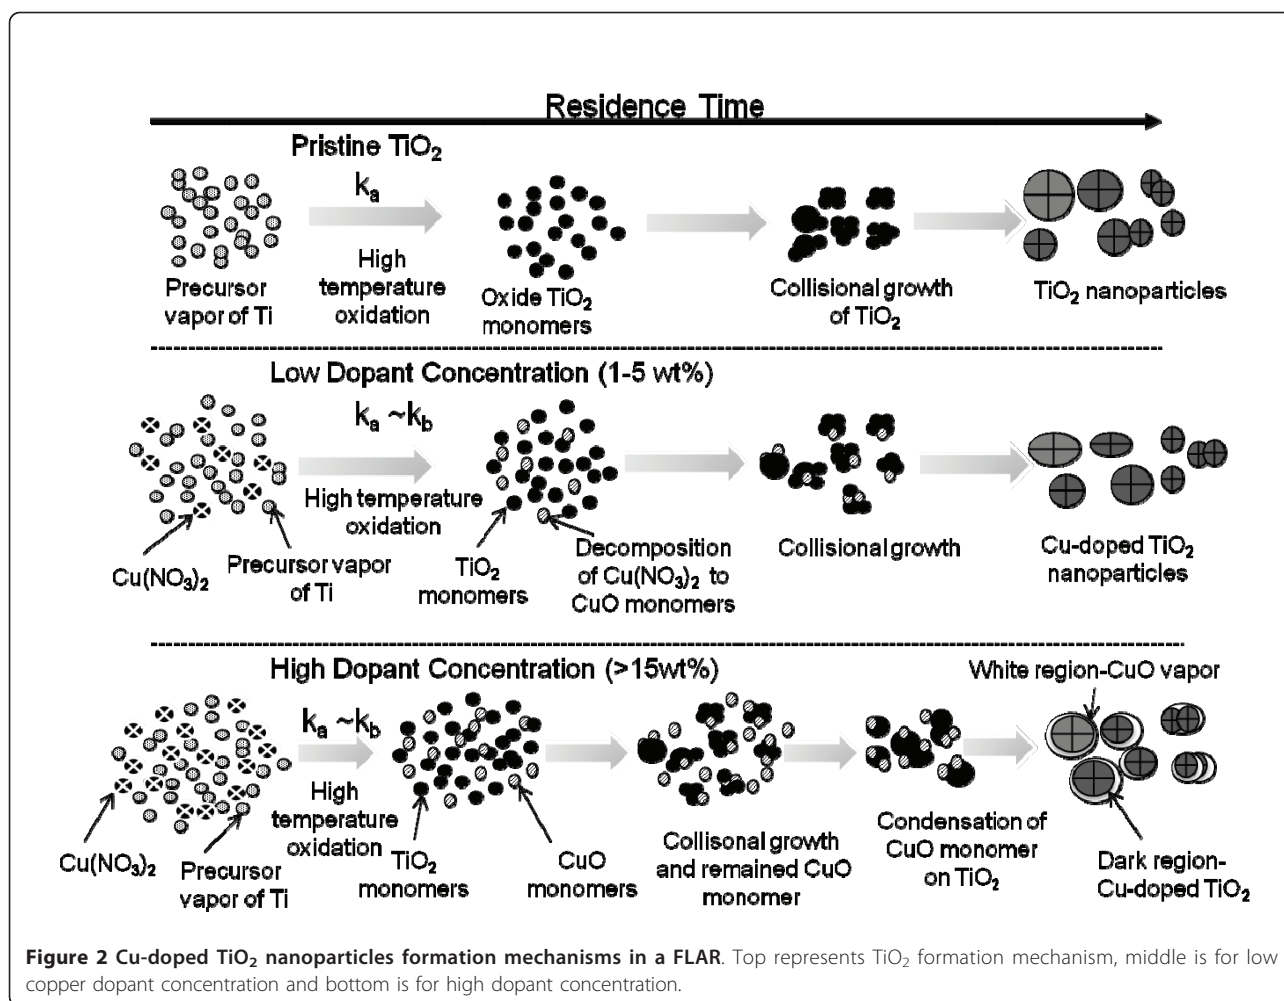 Residence Time
Pristine TiO₂
kₐ
High
temperature
oxidation
Precursor
vapor of Ti
Oxide TiO₂
monomers
Collisional growth
of TiO₂
TiO₂ nanoparticles
Low Dopant Concentration (1-5 wt%)
kₐ ~k_b
High temperature
oxidation
Cu(NO₃)₂
Precursor vapor
of Ti
TiO₂
monomers
Decomposition
of Cu(NO₃)₂ to
CuO monomers
Collisional growth
Cu-doped TiO₂
nanoparticles
High Dopant Concentration (>15wt%)
White region-CuO vapor
kₐ ~k_b
High
temperature
oxidation
Cu(NO₃)₂
Precursor vapor
vapor of Ti
TiO₂
monomers
CuO
monomers
Collisonal growth
and remained CuO
monomer
Condensation of
CuO monomer
on TiO₂
Dark region-
Cu-doped TiO₂
Figure 2 Cu-doped TiO₂ nanoparticles formation mechanisms in a FLAR. Top represents TiO₂ formation mechanism, middle is for low
copper dopant concentration and bottom is for high dopant concentration.